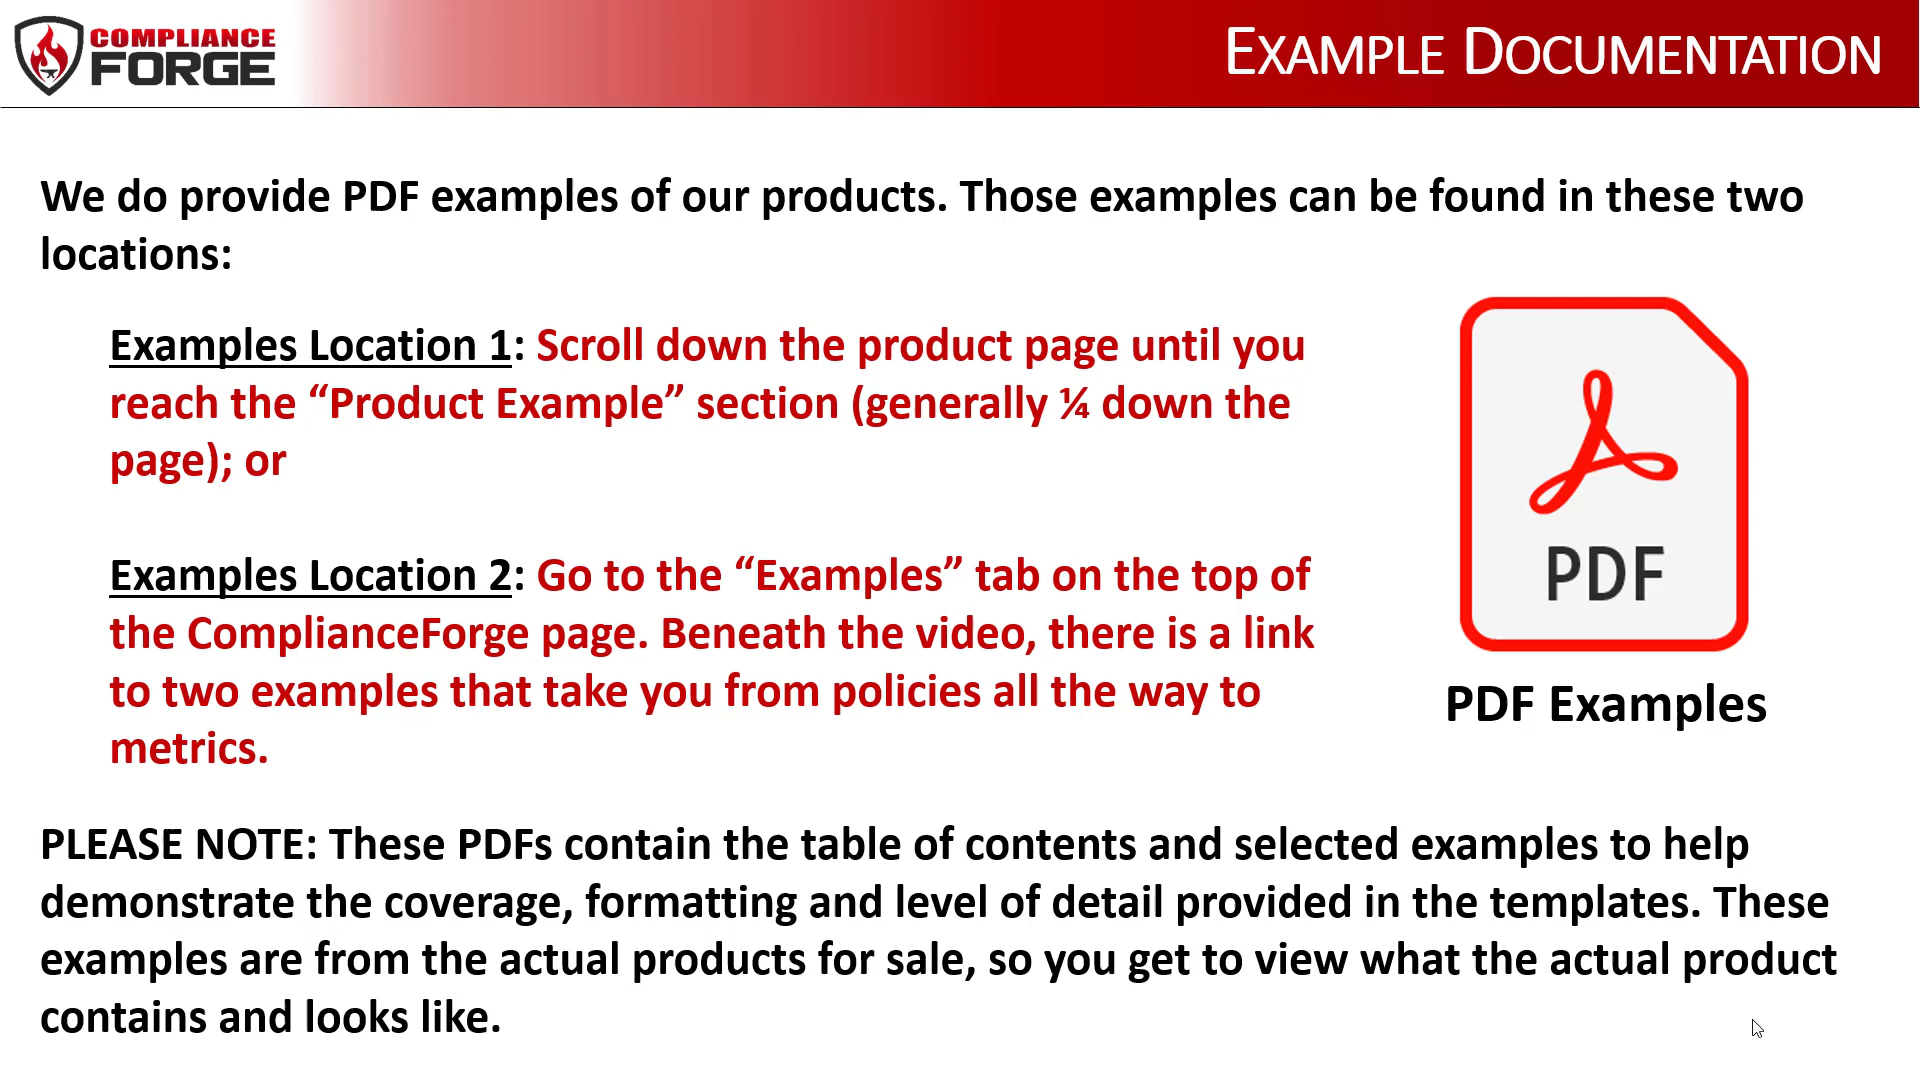 COMPLIANCE
FORGE
EXAMPLE DOCUMENTATION
We do provide PDF examples of our products. Those examples can be found in these two
locations:
Examples Location 1: Scroll down the product page until you
reach the “Product Example” section (generally ¼ down the
page); or
Examples Location 2: Go to the “Examples” tab on the top of
the ComplianceForge page. Beneath the video, there is a link
to two examples that take you from policies all the way to
metrics.
PDF
PDF Examples
PLEASE NOTE: These PDFs contain the table of contents and selected examples to help
demonstrate the coverage, formatting and level of detail provided in the templates. These
examples are from the actual products for sale, so you get to view what the actual product
contains and looks like.